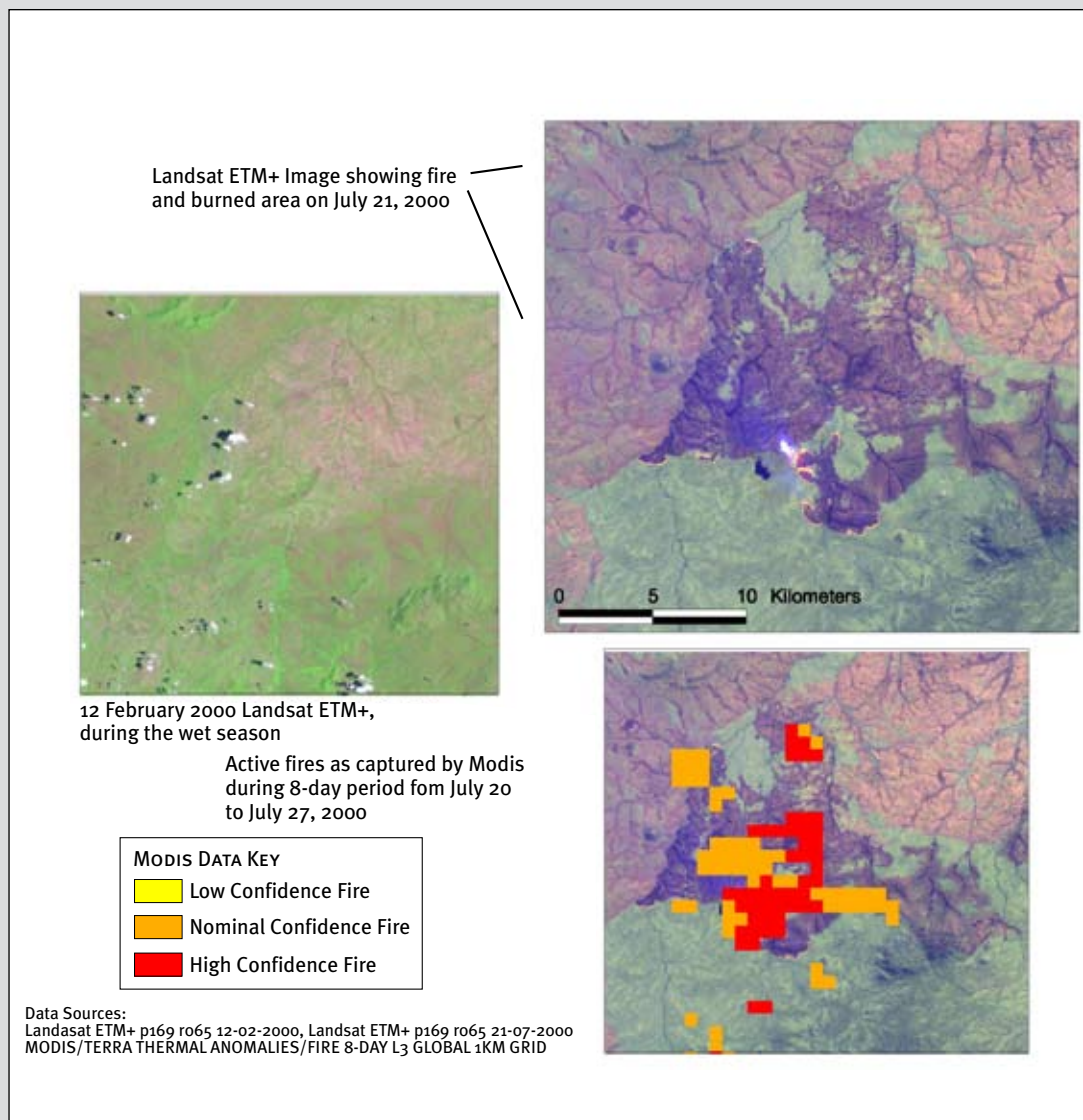 Landsat ETM+ Image showing fire
and burned area on July 21, 2000
0 5 10 Kilometers
12 February 2000 Landsat ETM+,
during the wet season
Active fires as captured by Modis
during 8-day period fom July 20
to July 27, 2000
Modis Data Key
Low Confidence Fire
Nominal Confidence Fire
High Confidence Fire
Data Sources:
Landasat ETM+ p169 r065 12-02-2000, Landsat ETM+ p169 r065 21-07-2000
MODIS/TERRA THERMAL ANOMALIES/FIRE 8-DAY L3 GLOBAL 1KM GRID